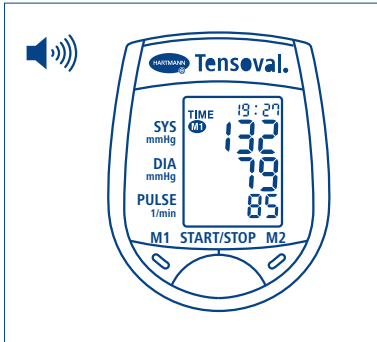 HARTMANN Tensoval.
TIME 19:27
M1
SYS mmHg 132
DIA mmHg 79
PULSE 1/min 85
M1 START/STOP M2